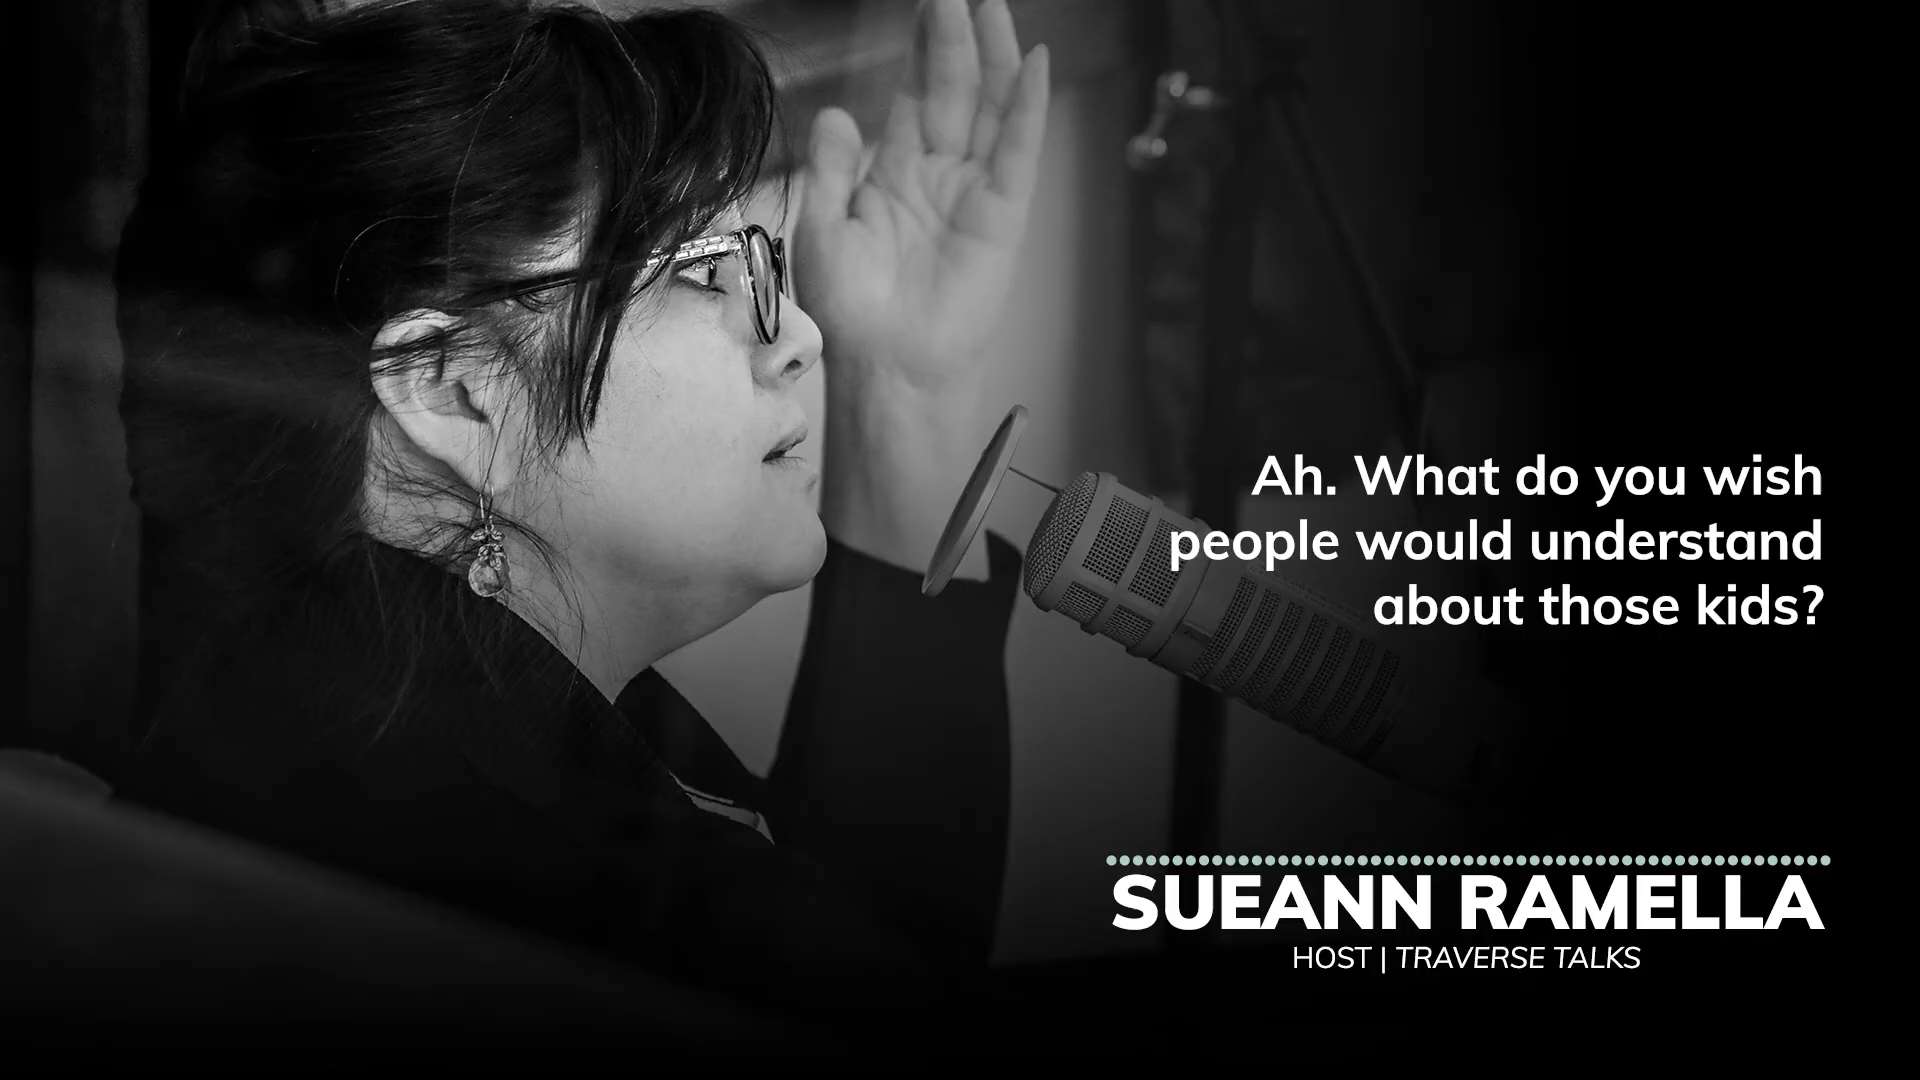 Ah. What do you wish
people would understand
about those kids?
SUEANN RAMELLA
HOST | TRAVERSE TALKS